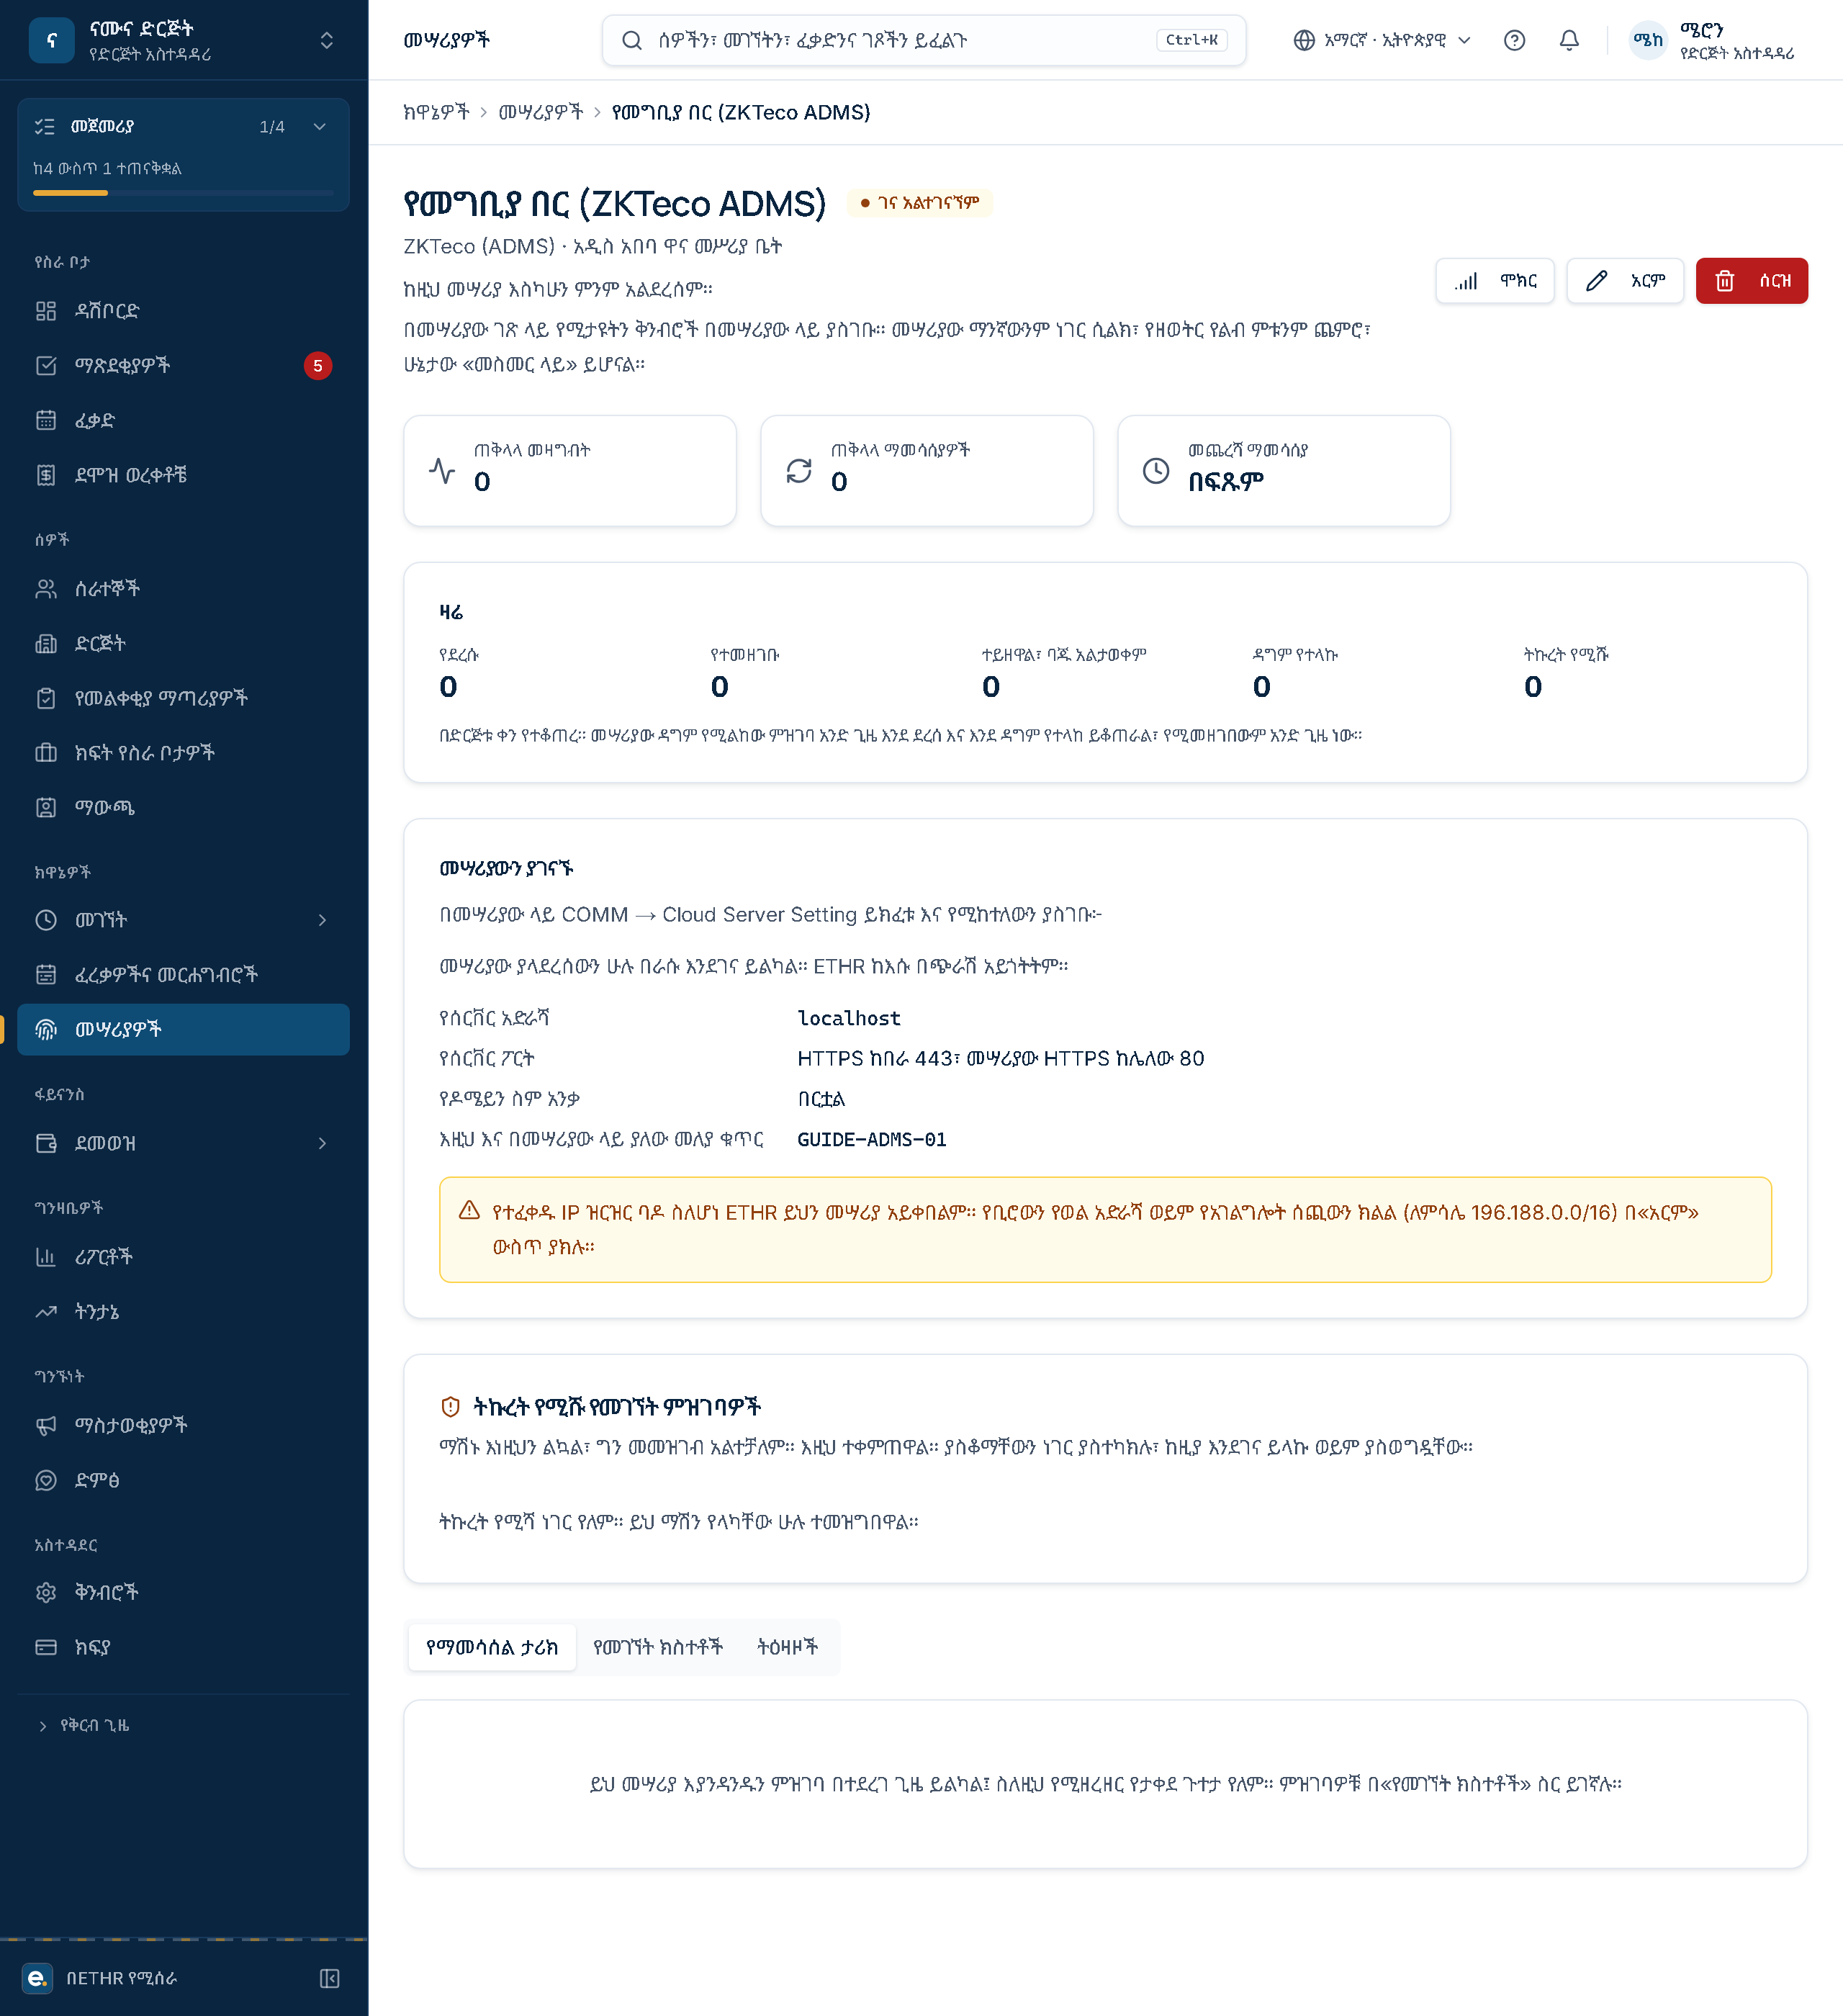 ና
ናሙና ድርጅት
የድርጅት አስተዳዳሪ
መጀመሪያ
1/4
ከ4 ውስጥ 1 ተጠናቅቋል
የስራ ቦታ
ዳሽቦርድ
ማጽደቂያዎች
5
ፈቃድ
ደሞዝ ወረቀቶቼ
ሰዎች
ሰራተኞች
ድርጅት
የመልቀቂያ ማጣሪያዎች
ክፍት የስራ ቦታዎች
ማውጫ
ክዋኔዎች
መገኘት
ፈረቃዎችና መርሐግብሮች
መሣሪያዎች
ፋይናንስ
ደመወዝ
ግንዛቤዎች
ሪፖርቶች
ትንታኔ
ግንኙነት
ማስታወቂያዎች
ድምፅ
አስተዳደር
ቅንብሮች
ክፍያ
የቅርብ ጊዜ
e.
በETHR የሚሰራ
መሣሪያዎች
ሰዎችን፣ መገኘትን፣ ፈቃድንና ገጾችን ይፈልጉ
Ctrl+K
አማርኛ · ኢትዮጵያዊ
ሜከ
ሜሮን
የድርጅት አስተዳዳሪ
ክዋኔዎች > መሣሪያዎች > የመግቢያ በር (ZKTeco ADMS)
የመግቢያ በር (ZKTeco ADMS)
ገና አልተገናኘም
ZKTeco (ADMS) · አዲስ አበባ ዋና መሥሪያ ቤት
ከዚህ መሣሪያ እስካሁን ምንም አልደረሰም።
በመሣሪያው ገጽ ላይ የሚታዩትን ቅንብሮች በመሣሪያው ላይ ያስገቡ። መሣሪያው ማንኛውንም ነገር ሲልክ፣ የዘወትር የልብ ምቱንም ጨምሮ፣
ሁኔታው «መስመር ላይ» ይሆናል።
ሞክር
አርም
ሰርዝ
ጠቅላላ መዛግብት
0
ጠቅላላ ማመሳሰያዎች
0
መጨረሻ ማመሳሰያ
በፍጹም
ዛሬ
የደረሱ
0
የተመዘገቡ
0
ተይዘዋል፣ ባጁ አልታወቀም
0
ዳግም የተላኩ
0
ትኩረት የሚሹ
0
በድርጅቱ ቀን የተቆጠረ። መሣሪያው ዳግም የሚልከው ምዝገባ አንድ ጊዜ እንደ ደረሰ እና እንደ ዳግም የተላከ ይቆጠራል፣ የሚመዘገበውም አንድ ጊዜ ነው።
መሣሪያውን ያገናኙ
በመሣሪያው ላይ COMM → Cloud Server Setting ይክፈቱ እና የሚከተለውን ያስገቡ፦
መሣሪያው ያላደረሰውን ሁሉ በራሱ እንደገና ይልካል። ETHR ከእሱ በጭራሽ አይጎትትም።
የሰርቨር አድራሻ
localhost
የሰርቨር ፖርት
HTTPS ከበራ 443፣ መሣሪያው HTTPS ከሌለው 80
የዶሜይን ስም አንቃ
በርቷል
እዚህ እና በመሣሪያው ላይ ያለው መለያ ቁጥር
GUIDE-ADMS-01
የተፈቀዱ IP ዝርዝር ባዶ ስለሆነ ETHR ይህን መሣሪያ አይቀበልም። የቢሮውን የወል አድራሻ ወይም የአገልግሎት ሰጪውን ክልል (ለምሳሌ 196.188.0.0/16) በ«አርም»
ውስጥ ያክሉ።
ትኩረት የሚሹ የመገኘት ምዝገባዎች
ማሽኑ እነዚህን ልኳል፣ ግን መመዝገብ አልተቻለም። እዚህ ተቀምጠዋል። ያስቆማቸውን ነገር ያስተካክሉ፣ ከዚያ እንደገና ይላኩ ወይም ያስወግዷቸው።
ትኩረት የሚሻ ነገር የለም። ይህ ማሽን የላካቸው ሁሉ ተመዝግበዋል።
የማመሳሰል ታሪክ
የመገኘት ክስተቶች
ትዕዛዞች
ይህ መሣሪያ እያንዳንዱን ምዝገባ በተደረገ ጊዜ ይልካል፤ ስለዚህ የሚዘረዘር የታቀደ ጉተታ የለም። ምዝገባዎቹ በ«የመገኘት ክስተቶች» ስር ይገኛሉ።